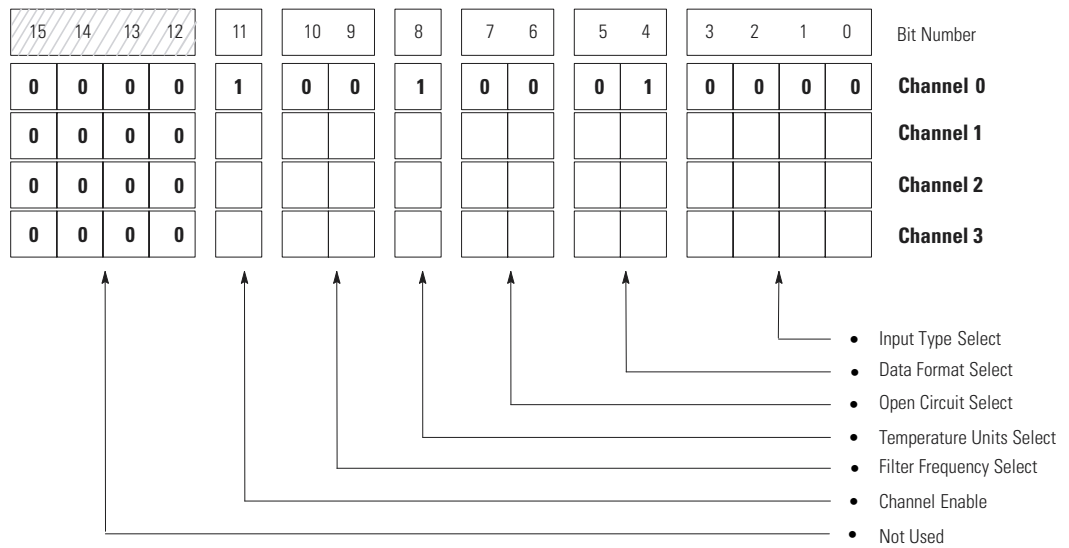 15 14 13 12 11 10 9 8 7 6 5 4 3 2 1 0 Bit Number
0 0 0 0 1 0 0 1 0 0 0 1 0 0 0 0 Channel 0
0 0 0 0 Channel 1
0 0 0 0 Channel 2
0 0 0 0 Channel 3
• Input Type Select
• Data Format Select
• Open Circuit Select
• Temperature Units Select
• Filter Frequency Select
• Channel Enable
• Not Used